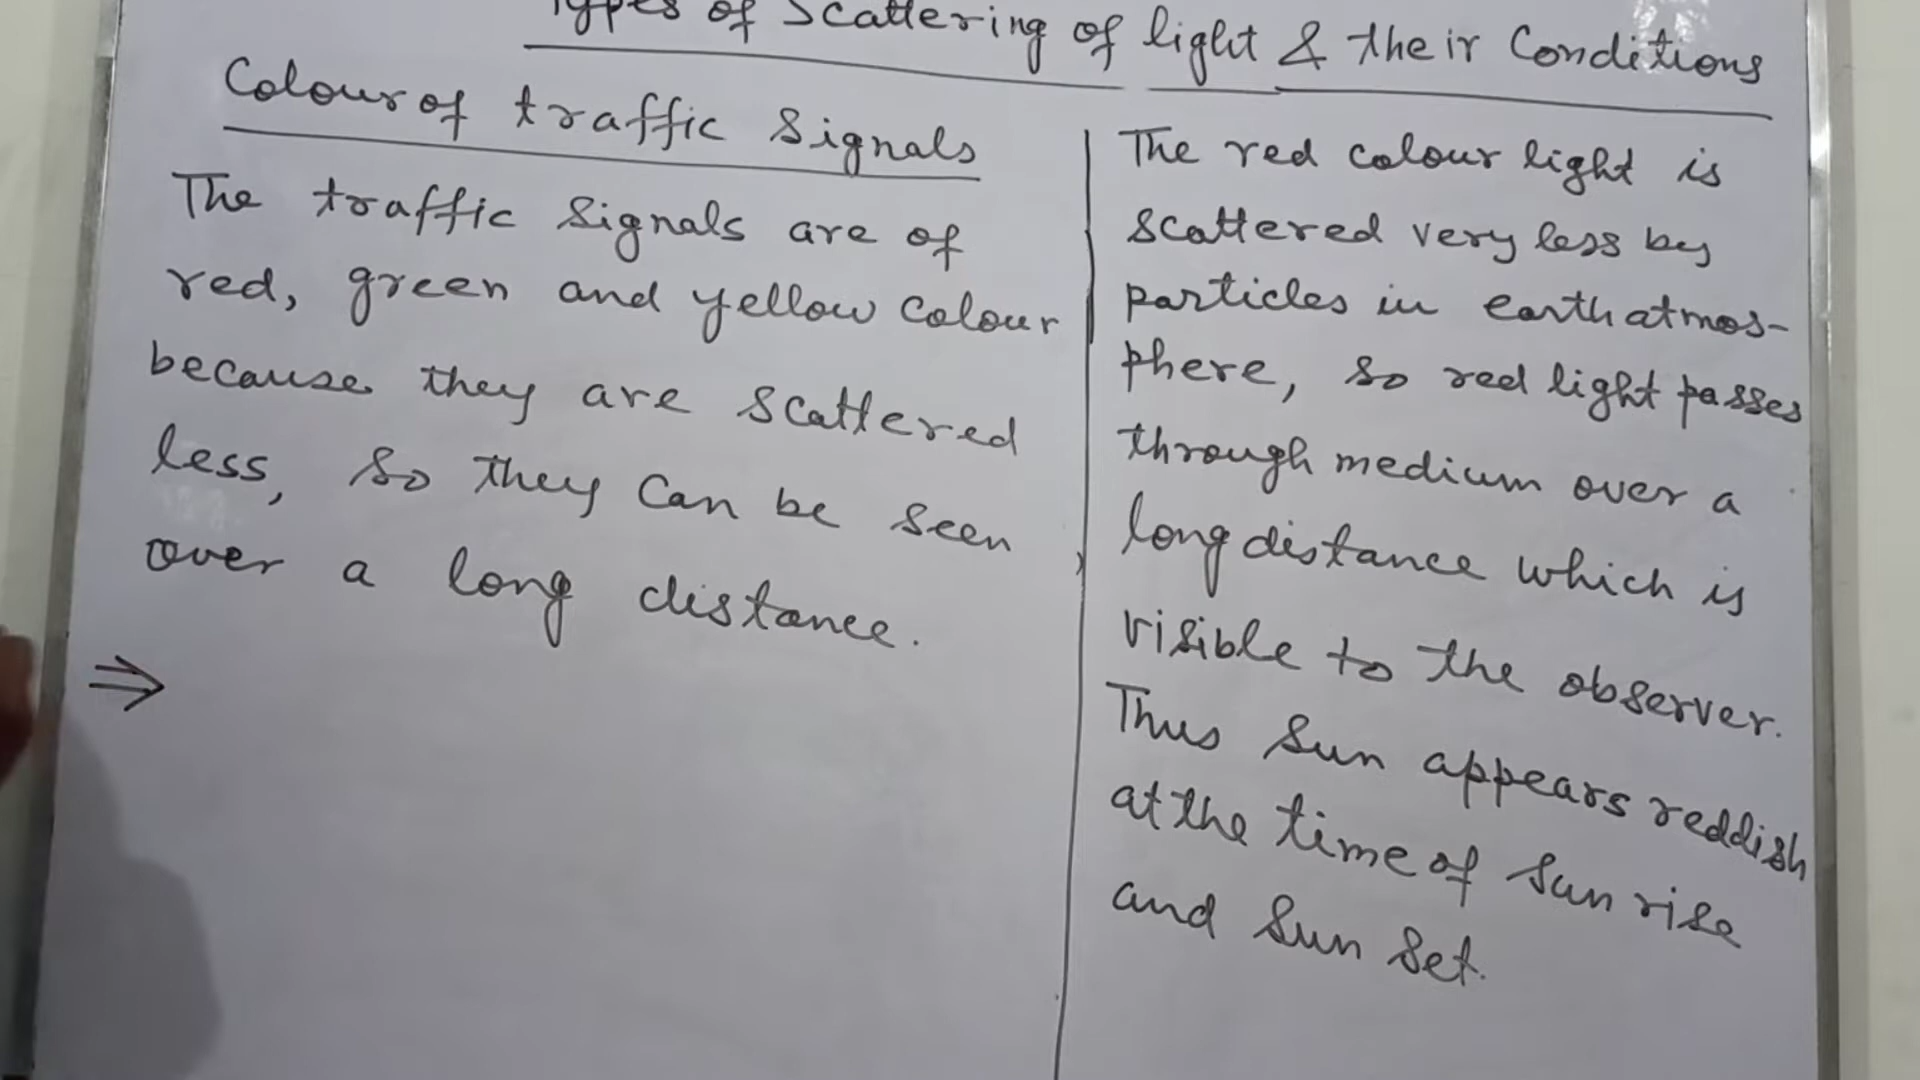 Types of Scattering of light & their Conditions
Colour of traffic Signals
The traffic Signals are of
red, green and yellow Colour
because they are scattered
less, So they Can be seen
over a long distance.
⇒
The red colour light is
Scattered very less by
particles in earth atmos-
phere, So red light passes
through medium over a
long distance which is
visible to the observer.
Thus Sun appears reddish
at the time of Sun rise
and Sun Set.